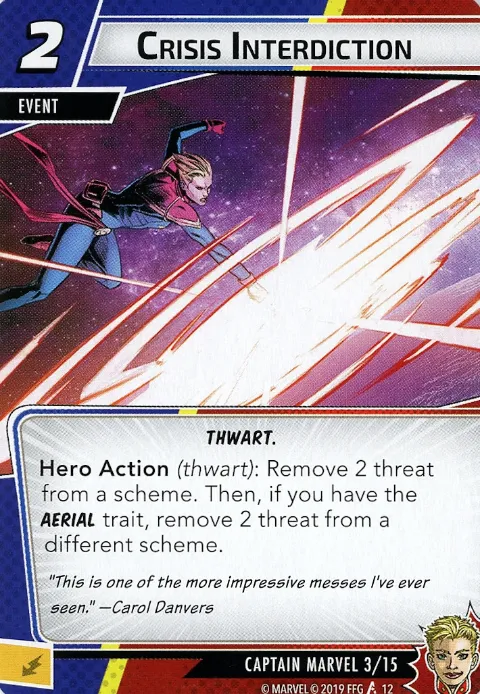 2
CRISIS INTERDICTION
EVENT
THWART.
Hero Action (thwart): Remove 2 threat
from a scheme. Then, if you have the
AERIAL trait, remove 2 threat from a
different scheme.
"This is one of the more impressive messes I've ever
seen." —Carol Danvers
CAPTAIN MARVEL 3/15
© MARVEL © 2019 FFG 12